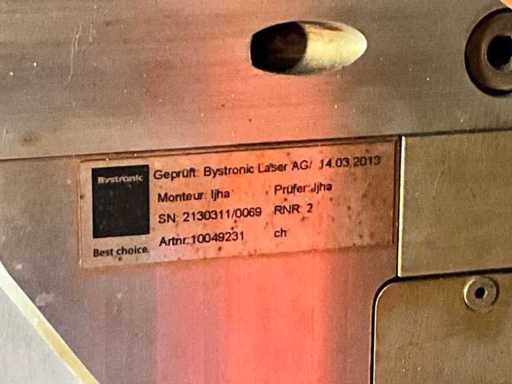 Bystronic
Best choice.
Geprüft: Bystronic Laser AG/ 14.03.2013
Monteur: ljha Prüfer: ljha
SN: 2130311/0069 RNR: 2
Artnr: 10049231 ch